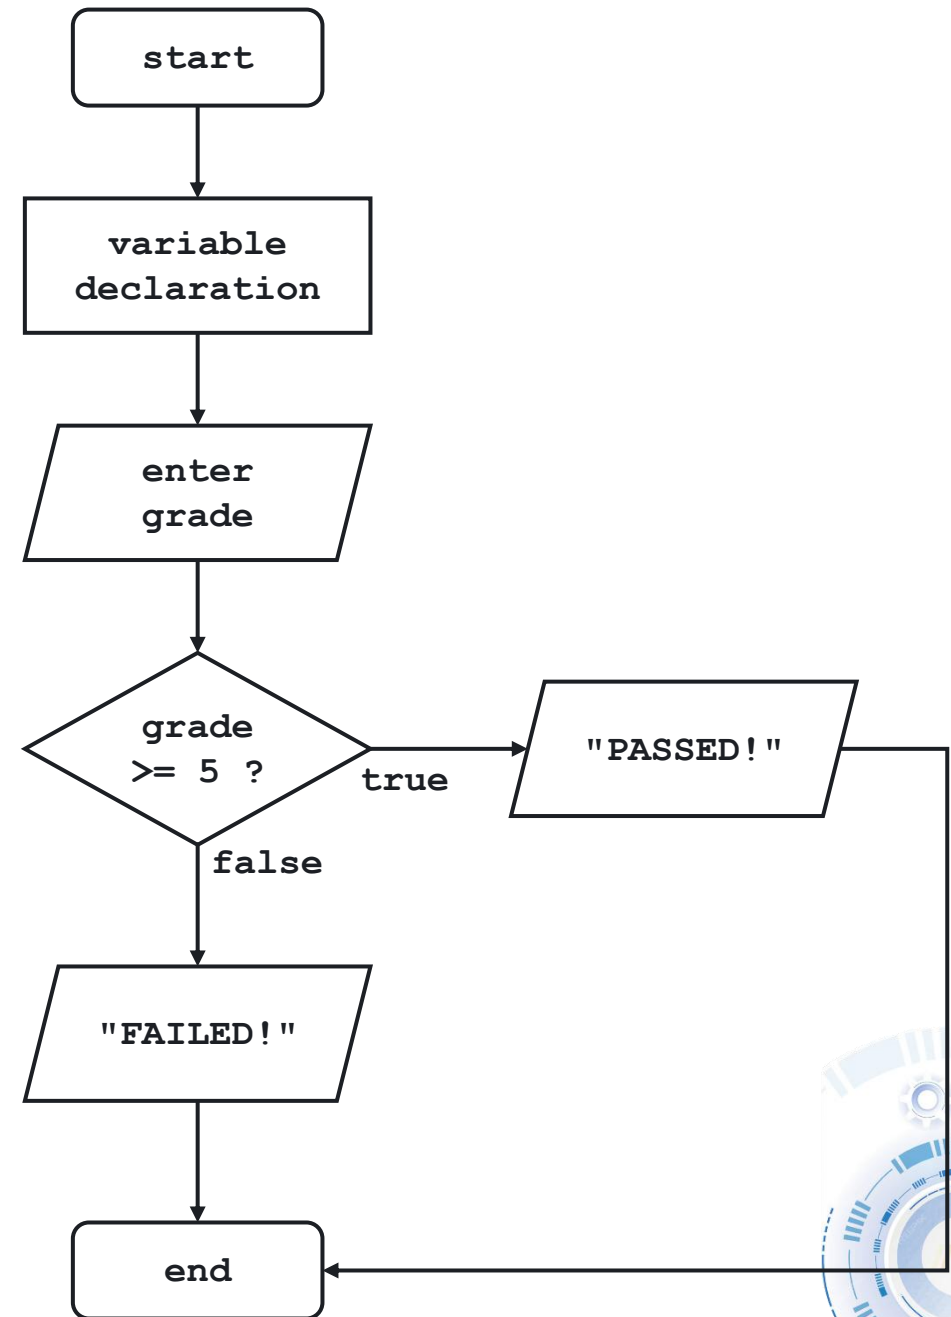 start
variable
declaration
enter
grade
grade
>= 5 ?
true
"PASSED!"
false
"FAILED!"
end